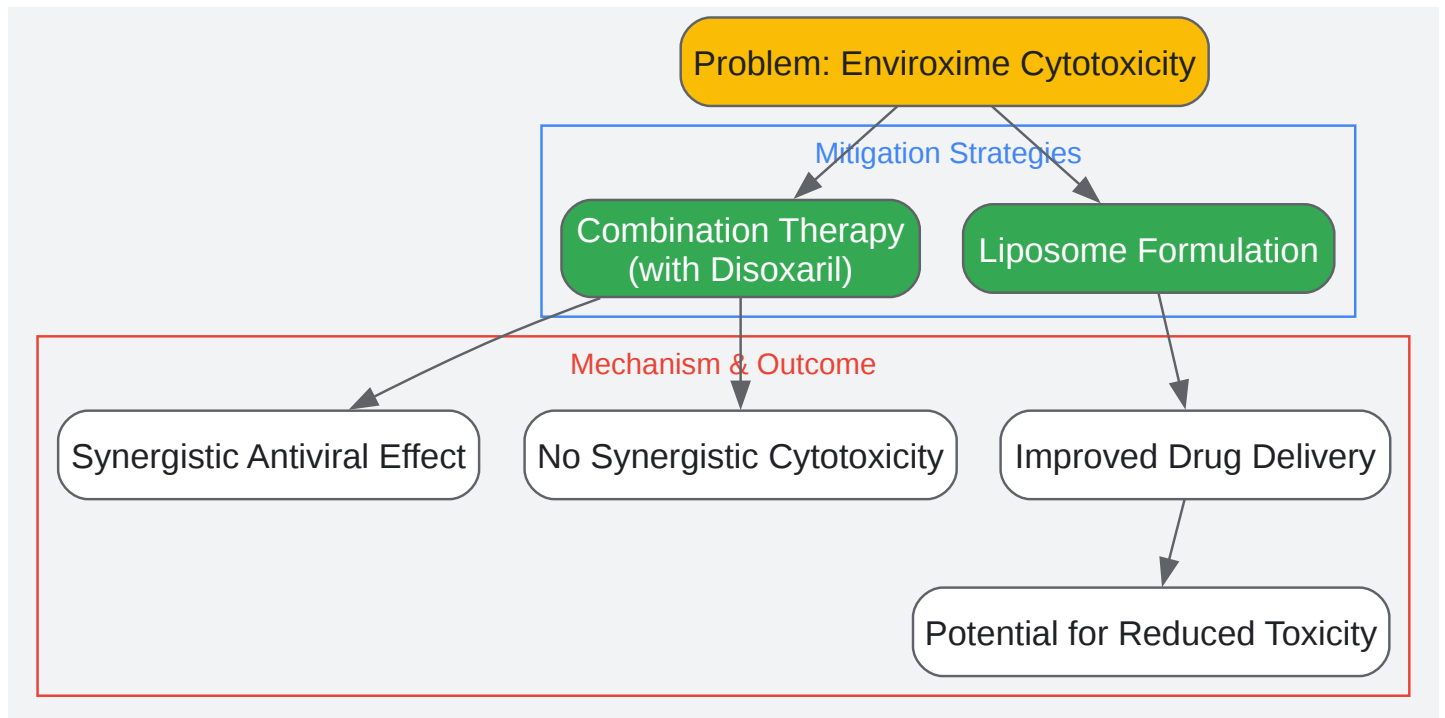 Problem: Enviroxime Cytotoxicity
Mitigation Strategies
Combination Therapy
(with Disoxaril)
Liposome Formulation
Mechanism & Outcome
Synergistic Antiviral Effect
No Synergistic Cytotoxicity
Improved Drug Delivery
Potential for Reduced Toxicity